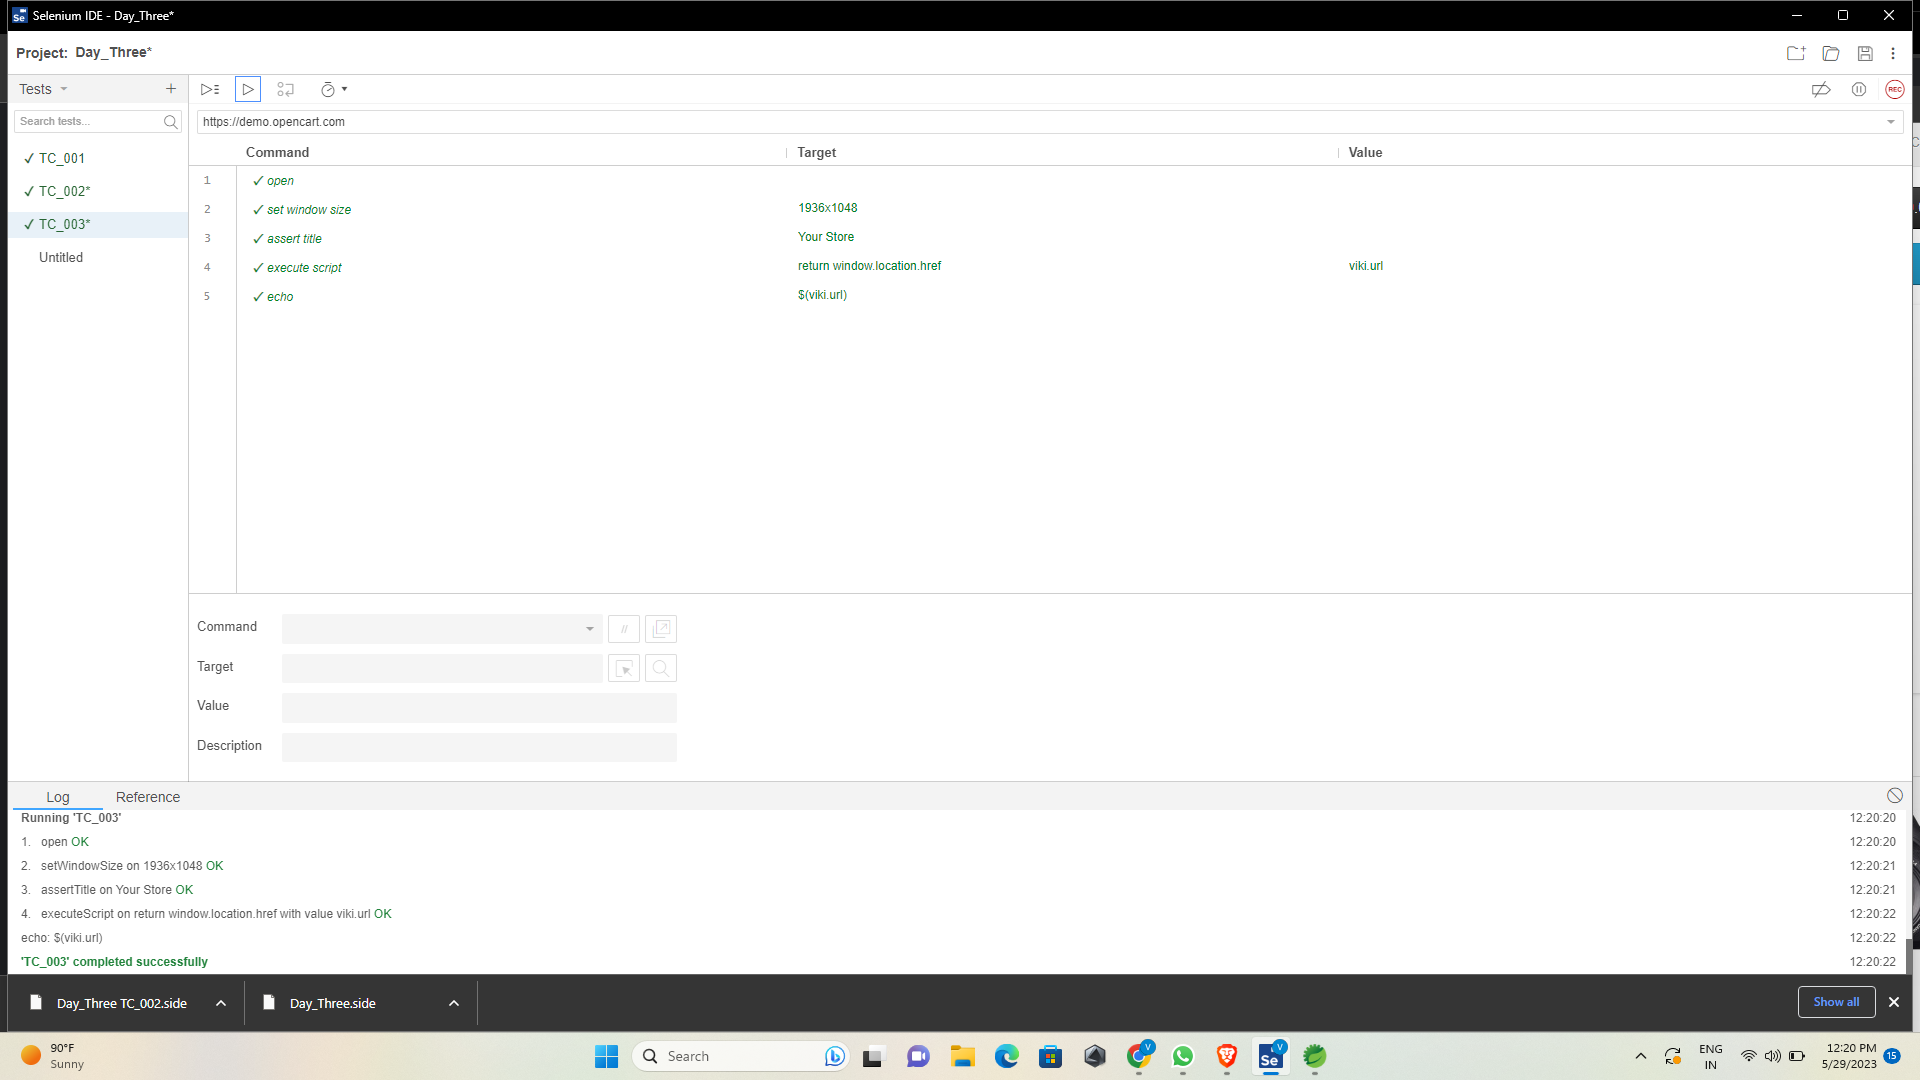 Selenium IDE - Day_Three*
Project: Day_Three*
Tests
Search tests...
✓ TC_001
✓ TC_002*
✓ TC_003*
Untitled
REC
https://demo.opencart.com
Command Target Value
1 ✓ open
2 ✓ set window size 1936x1048
3 ✓ assert title Your Store
4 ✓ execute script return window.location.href viki.url
5 ✓ echo $(viki.url)
Command //
Target
Value
Description
Log Reference
Running 'TC_003' 12:20:20
1. open OK 12:20:20
2. setWindowSize on 1936x1048 OK 12:20:21
3. assertTitle on Your Store OK 12:20:21
4. executeScript on return window.location.href with value viki.url OK 12:20:22
echo: $(viki.url) 12:20:22
'TC_003' completed successfully 12:20:22
Day_Three TC_002.side Day_Three.side Show all
90°F
Sunny
Search
V
Se
V
ENG
IN
12:20 PM
5/29/2023
15